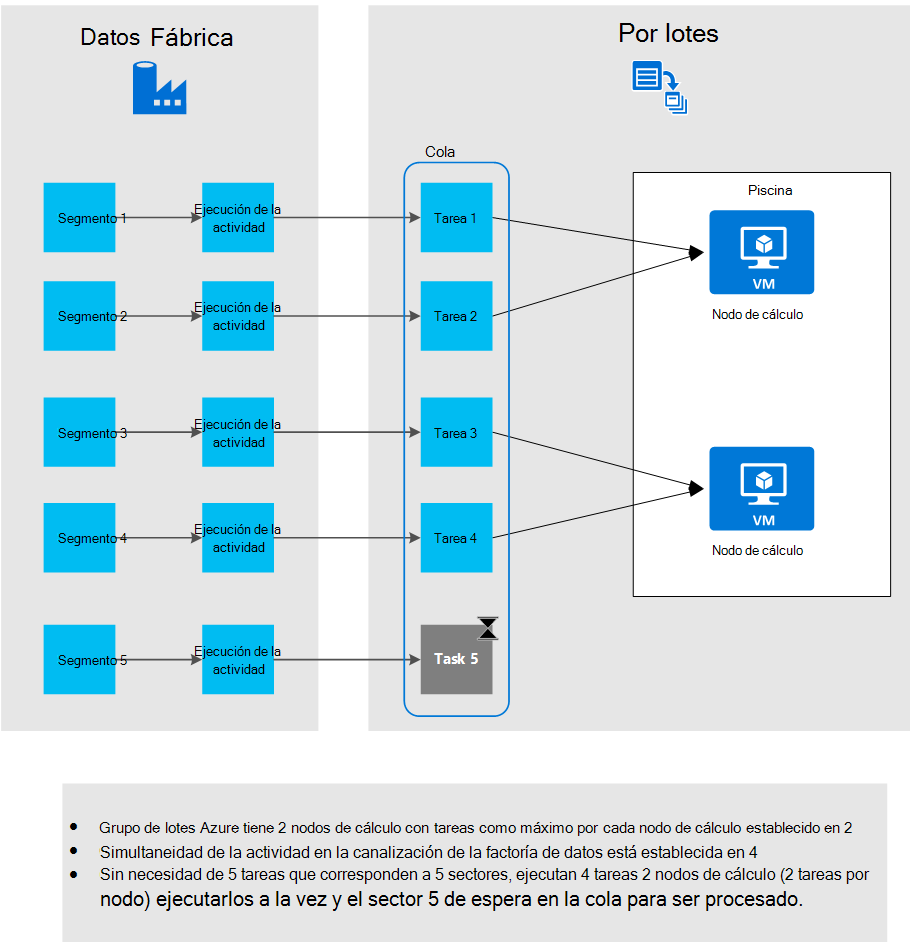 Datos Fábrica
Por lotes
Cola
Piscina
Segmento 1
Ejecución de la
actividad
Tarea 1
VM
Nodo de cálculo
Segmento 2
Ejecución de la
actividad
Tarea 2
Segmento 3
Ejecución de la
actividad
Tarea 3
Segmento 4
Ejecución de la
actividad
Tarea 4
VM
Nodo de cálculo
Segmento 5
Ejecución de la
actividad
Task 5
• Grupo de lotes Azure tiene 2 nodos de cálculo con tareas como máximo por cada nodo de cálculo establecido en 2
• Simultaneidad de la actividad en la canalización de la factoría de datos está establecida en 4
• Sin necesidad de 5 tareas que corresponden a 5 sectores, ejecutan 4 tareas 2 nodos de cálculo (2 tareas por
nodo) ejecutarlos a la vez y el sector 5 de espera en la cola para ser procesado.